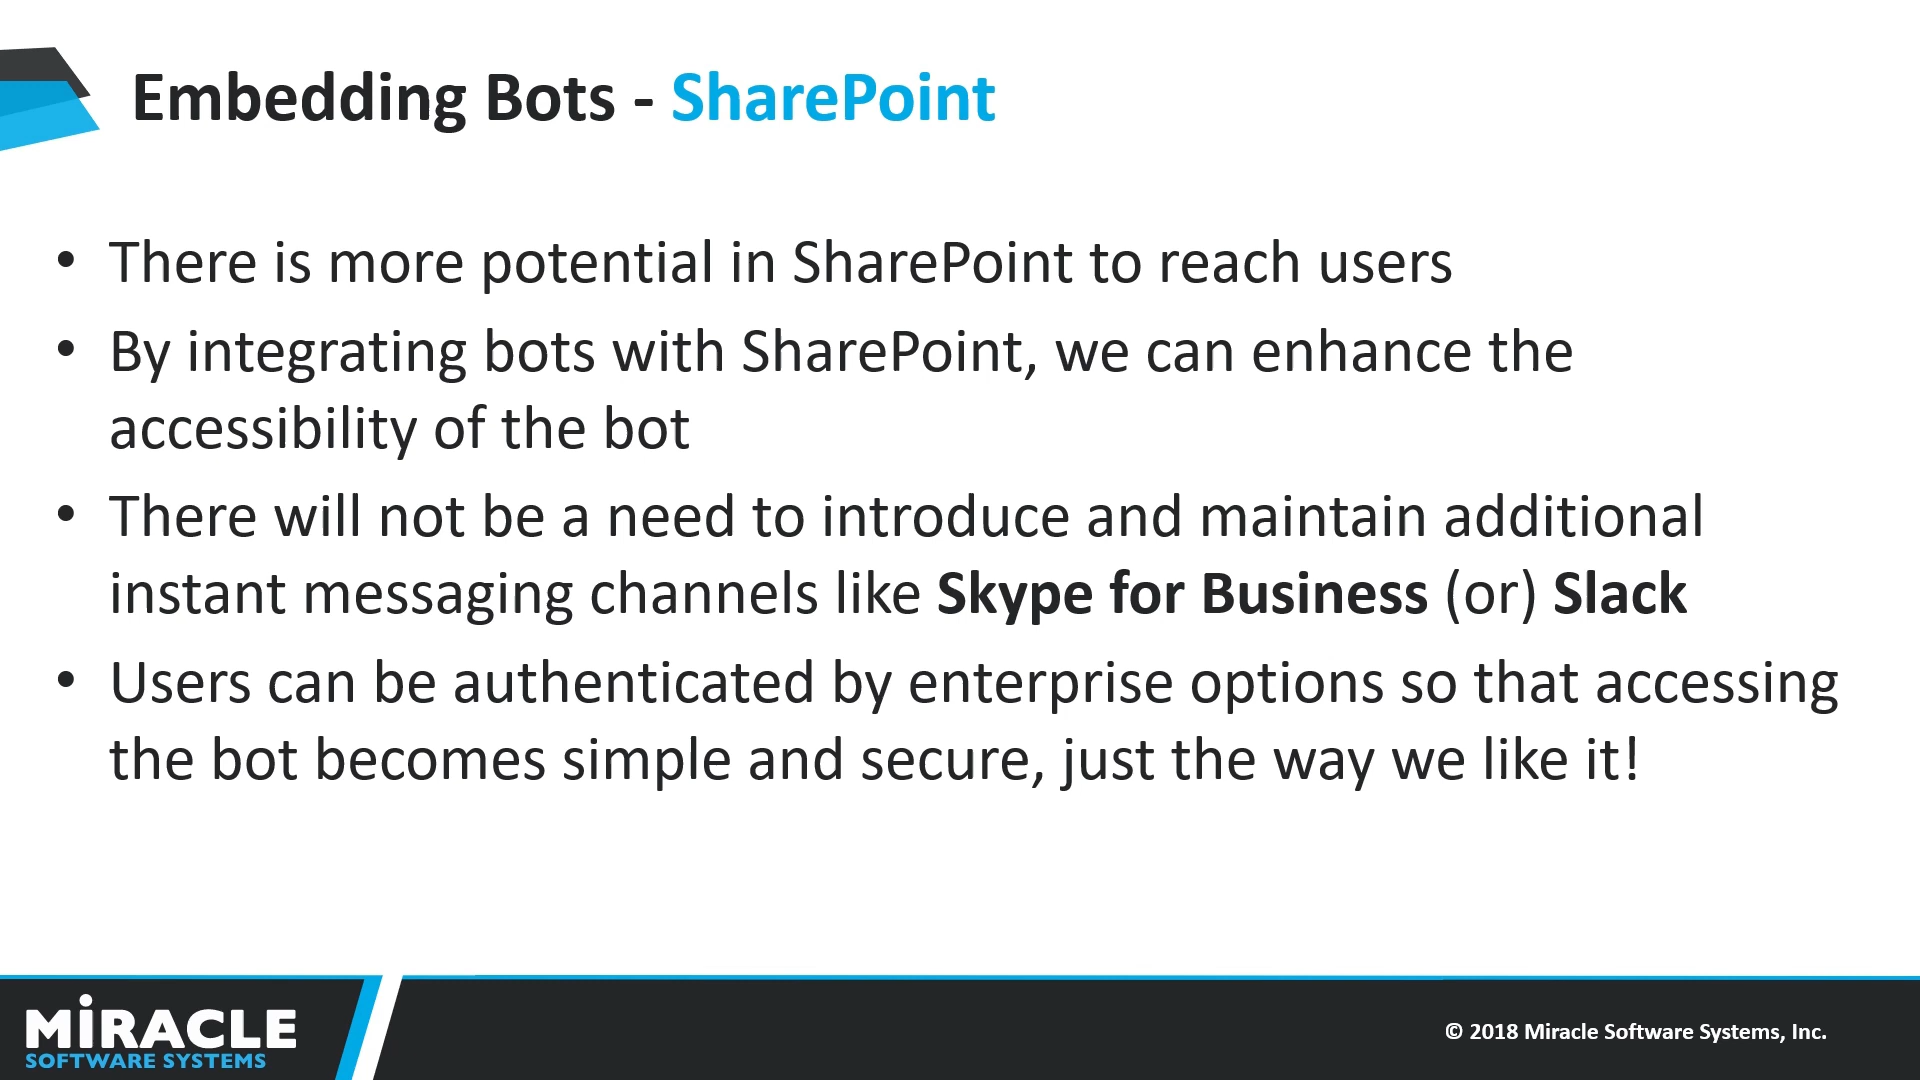 Embedding Bots - SharePoint
• There is more potential in SharePoint to reach users
• By integrating bots with SharePoint, we can enhance the
accessibility of the bot
• There will not be a need to introduce and maintain additional
instant messaging channels like Skype for Business (or) Slack
• Users can be authenticated by enterprise options so that accessing
the bot becomes simple and secure, just the way we like it!
MiRACLE
SOFTWARE SYSTEMS
© 2018 Miracle Software Systems, Inc.